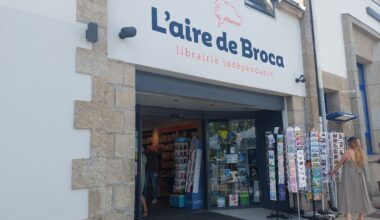 L'aire de Broca
librairie indépendante